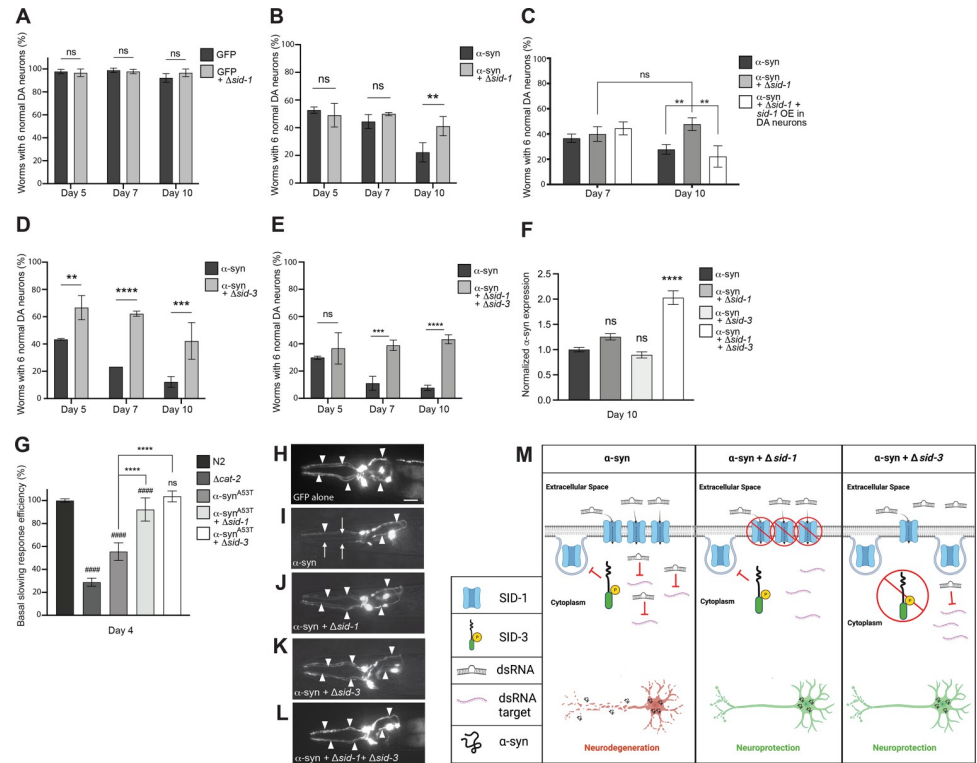 A
Worms with 6 normal DA neurons (%)
100
80
60
40
20
0
ns
ns
ns
Day 5
Day 7
Day 10
GFP
GFP
+ Δsid-1
B
Worms with 6 normal DA neurons (%)
100
80
60
40
20
0
ns
ns
**
Day 5
Day 7
Day 10
α-syn
α-syn
+ Δsid-1
C
Worms with 6 normal DA neurons (%)
100
80
60
40
20
0
ns
**
**
Day 7
Day 10
α-syn
α-syn
+ Δsid-1
α-syn
+ Δsid-1 +
sid-1 OE in
DA neurons
D
Worms with 6 normal DA neurons (%)
100
80
60
40
20
0
**
****
***
Day 5
Day 7
Day 10
α-syn
α-syn
+ Δsid-3
E
Worms with 6 normal DA neurons (%)
100
80
60
40
20
0
ns
***
****
Day 5
Day 7
Day 10
α-syn
α-syn
+ Δsid-1
+ Δsid-3
F
Normalized α-syn expression
2.5
2.0
1.5
1.0
0.5
0.0
ns
ns
****
Day 10
α-syn
α-syn
+ Δsid-1
α-syn
+ Δsid-3
α-syn
+ Δsid-1
+ Δsid-3
G
Basal slowing response efficiency (%)
100
80
60
40
20
0
####
####
####
ns
****
****
Day 4
N2
Δcat-2
α-synA53T
α-synA53T
+ Δsid-1
α-synA53T
+ Δsid-3
H
GFP alone
I
α-syn
J
α-syn + Δsid-1
K
α-syn + Δsid-3
L
α-syn + Δsid-1+ Δsid-3
SID-1
P
SID-3
dsRNA
dsRNA
target
α-syn
M
α-syn
Extracellular Space
P
Cytoplasm
Neurodegeneration
α-syn + Δsid-1
Extracellular Space
P
Cytoplasm
Neuroprotection
α-syn + Δsid-3
Extracellular Space
P
Cytoplasm
Neuroprotection